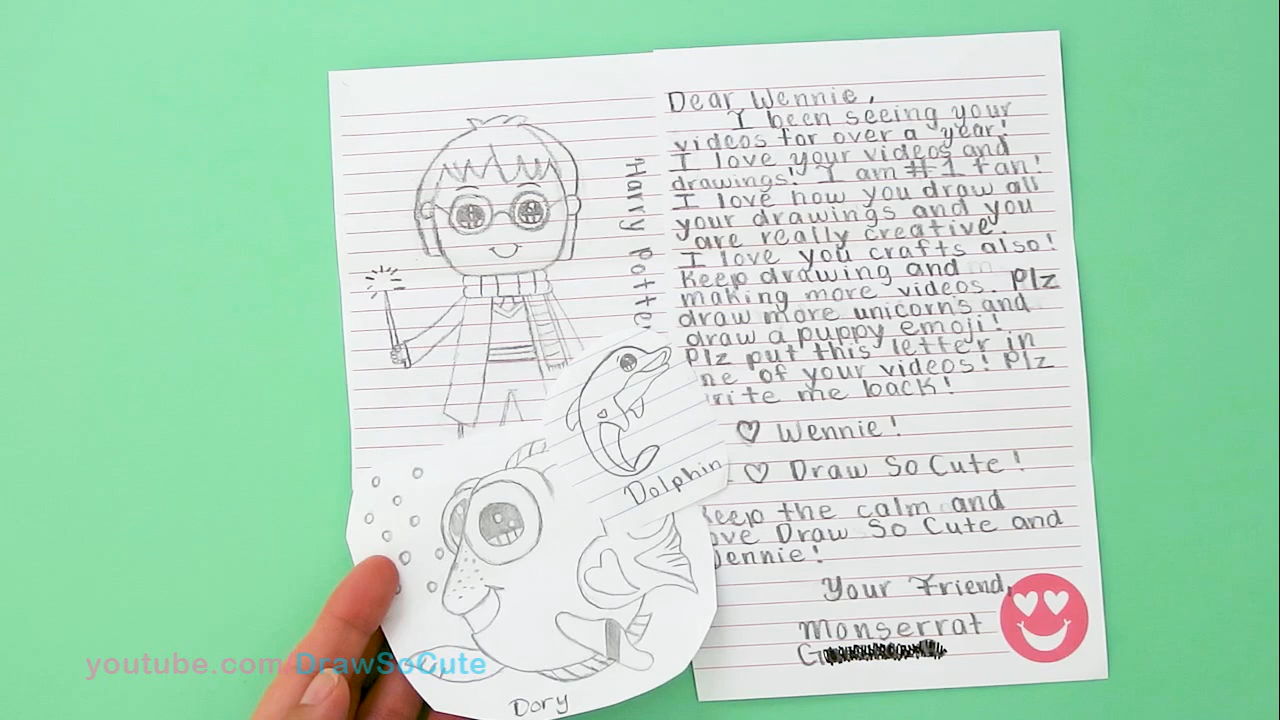 Dear Wennie,
I been seeing your
videos for over a year!
I love your videos and
drawings! I am #1 fan!
I love how you draw all
your drawings and you
are really creative.
I love you crafts also!
Keep drawing and
making more videos. Plz
draw more unicorns and
draw a puppy emoji!
Plz put this letter in
ne of your videos! Plz
rite me back!
♡ Wennie!
♡ Draw So Cute!
keep the calm and
ove Draw So Cute and
Wennie!
Your Friend,
Monserrat
Harry Potter
Dolphin
Dory
youtube.com/DrawSoCute